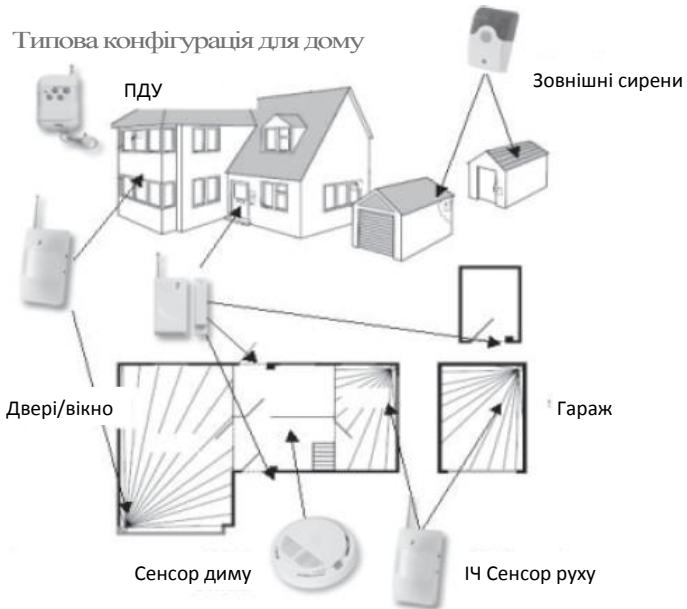 Типова конфігурація для дому
ПДУ
Зовнішні сирени
Двері/вікно
Гараж
Сенсор диму
ІЧ Сенсор руху